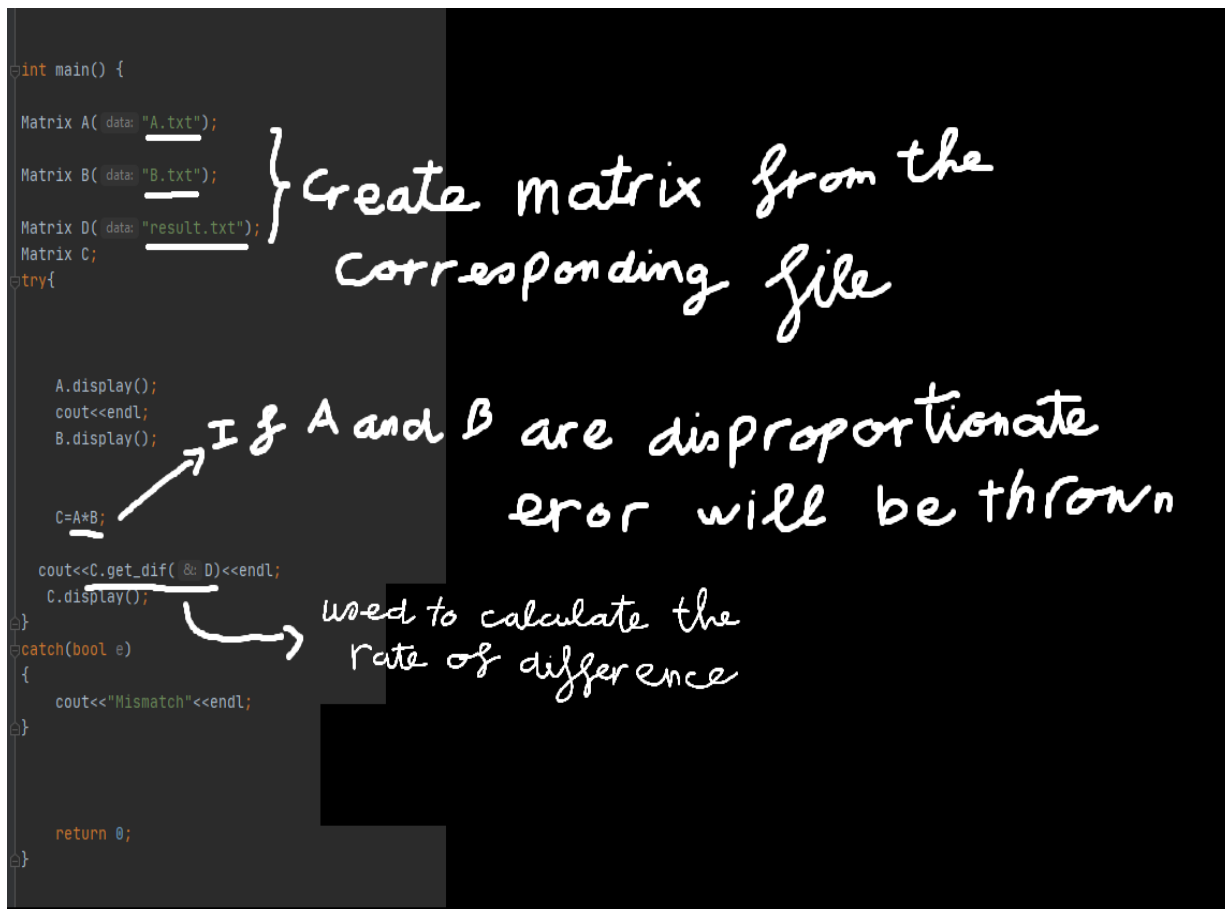 int main() {
Matrix A( data: "A.txt");
Matrix B( data: "B.txt");
Matrix D( data: "result.txt");
Matrix C;
try{
Create matrix from the
corresponding file
A.display();
cout<<endl;
B.display();
If A and B are disproportionate
eror will be thrown
C=A*B;
cout<<C.get_dif( &: D)<<endl;
C.display();
}
used to calculate the
rate of difference
catch(bool e)
{
cout<<"Mismatch"<<endl;
}
return 0;
}